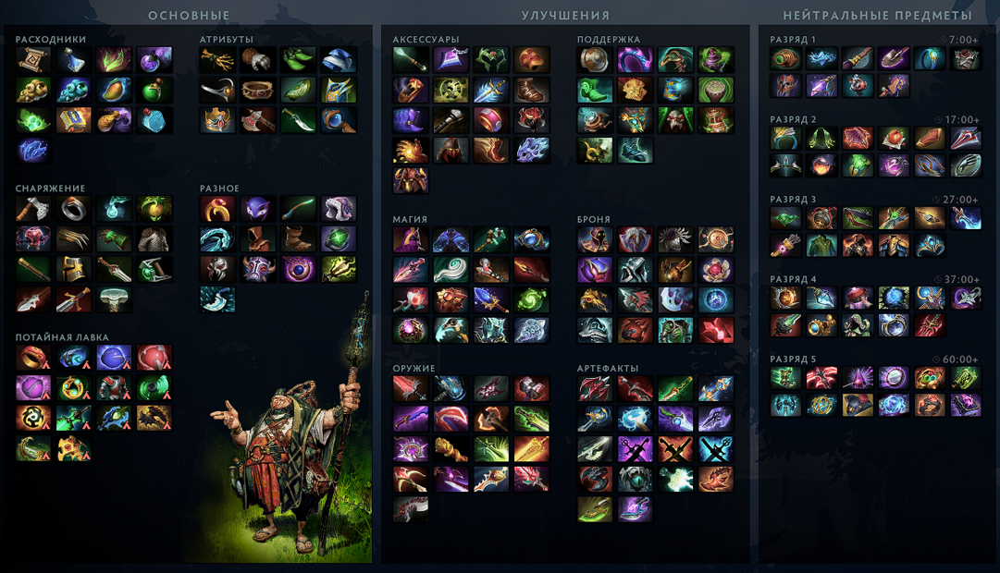 ОСНОВНЫЕ
РАСХОДНИКИ
АТРИБУТЫ
СНАРЯЖЕНИЕ
РАЗНОЕ
ПОТАЙНАЯ ЛАВКА
УЛУЧШЕНИЯ
АКСЕССУАРЫ
ПОДДЕРЖКА
МАГИЯ
БРОНЯ
ОРУЖИЕ
АРТЕФАКТЫ
НЕЙТРАЛЬНЫЕ ПРЕДМЕТЫ
РАЗРЯД 1 7:00+
РАЗРЯД 2 17:00+
РАЗРЯД 3 27:00+
РАЗРЯД 4 37:00+
РАЗРЯД 5 60:00+